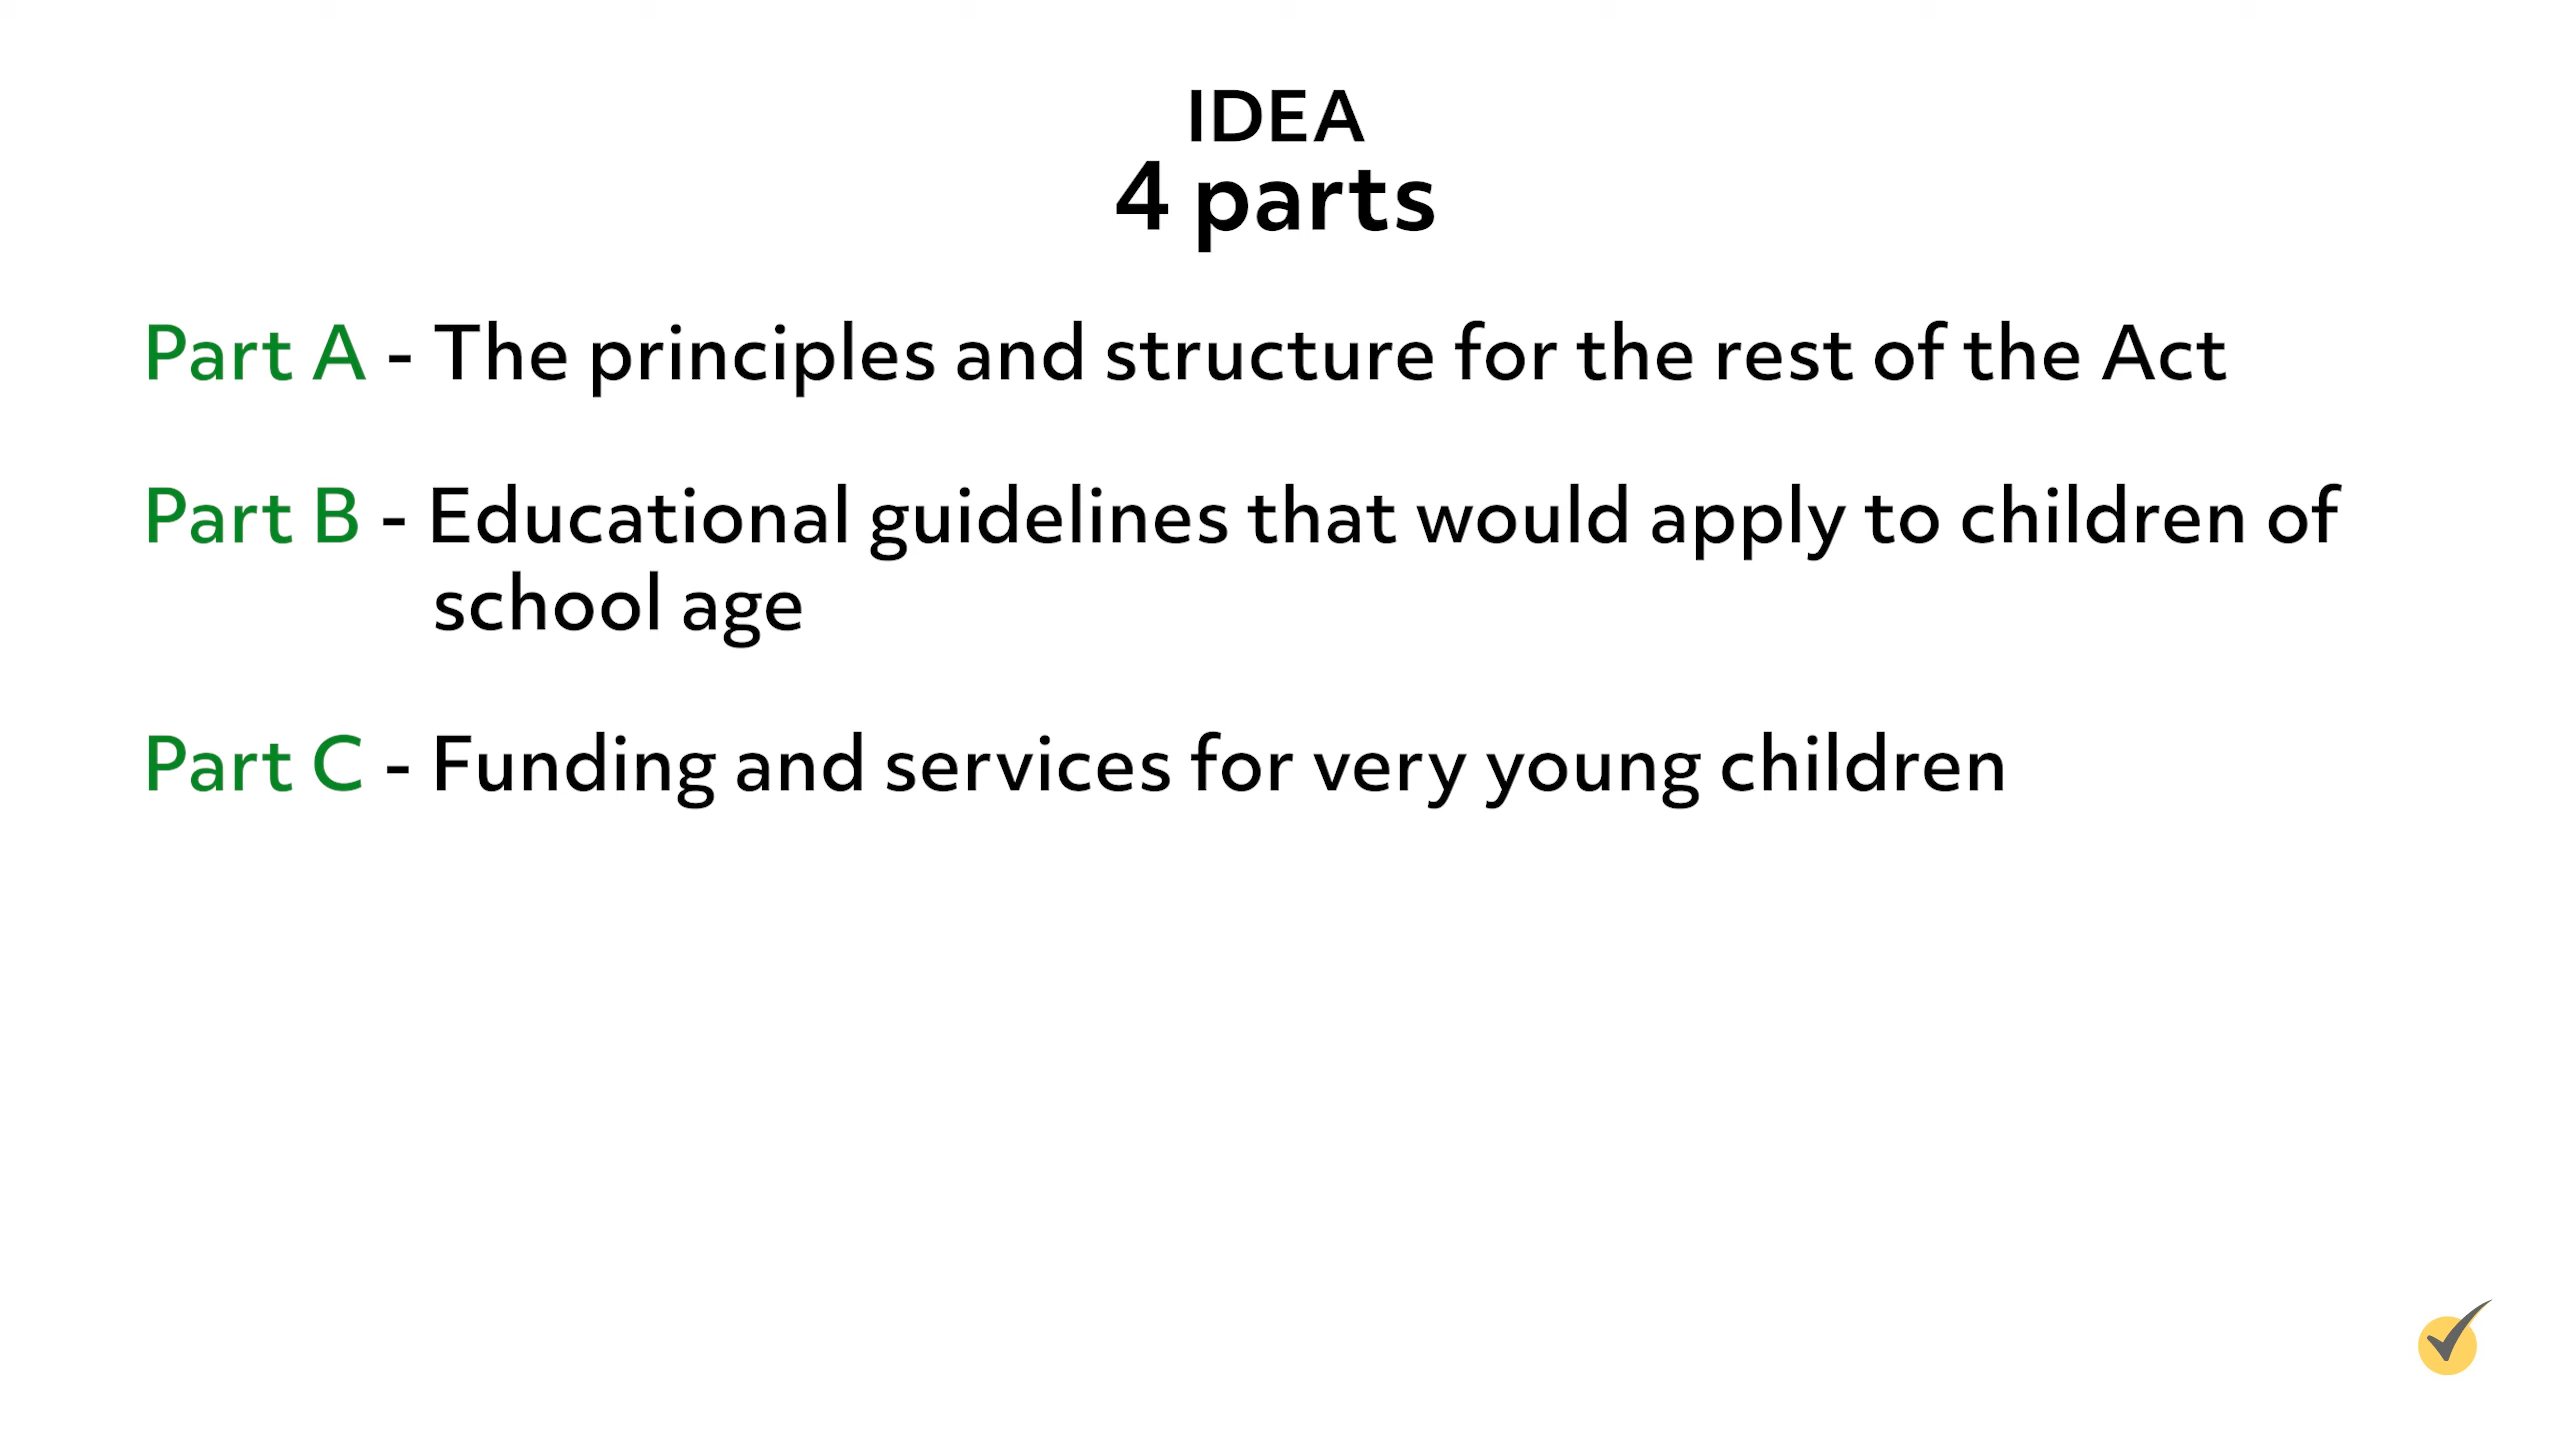 IDEA
4 parts
Part A - The principles and structure for the rest of the Act
Part B - Educational guidelines that would apply to children of
school age
Part C - Funding and services for very young children